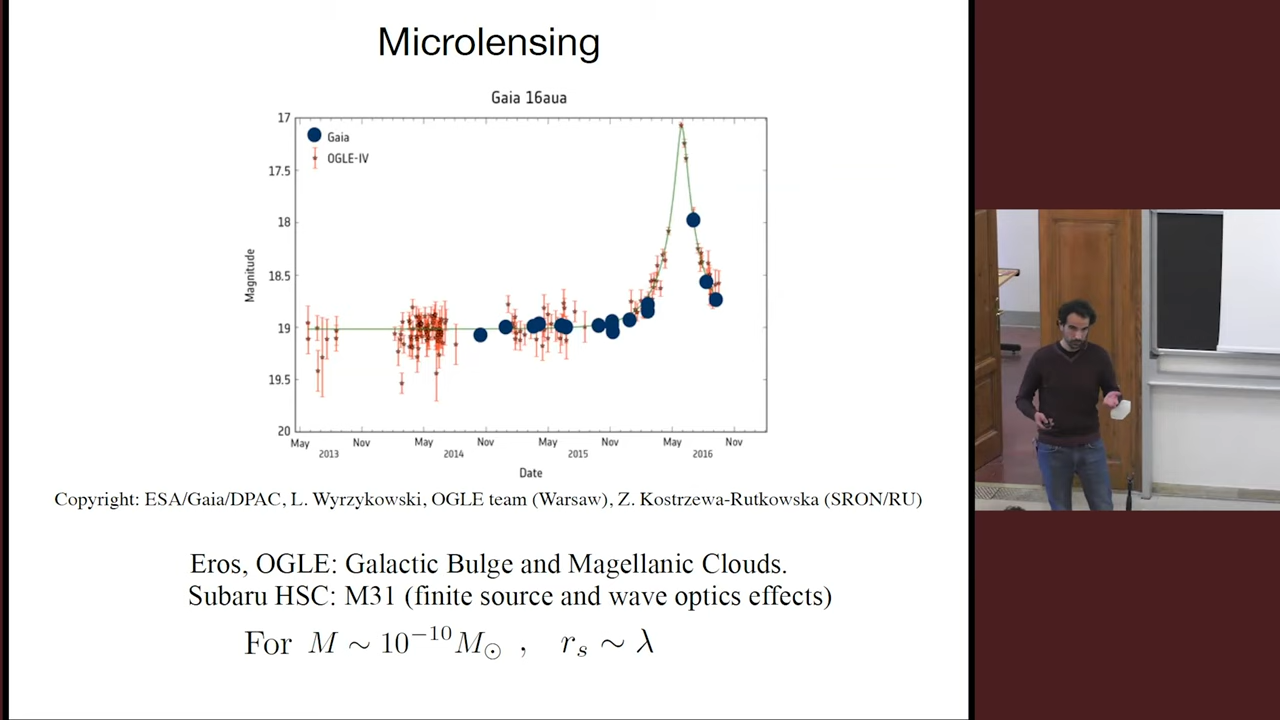 Microlensing
Gaia 16aua
17
Gaia
OGLE-IV
17.5
18
Magnitude
18.5
19
19.5
20
May Nov May Nov May Nov May Nov
2013 2014 2015 2016
Date
Copyright: ESA/Gaia/DPAC, L. Wyrzykowski, OGLE team (Warsaw), Z. Kostrzewa-Rutkowska (SRON/RU)
Eros, OGLE: Galactic Bulge and Magellanic Clouds.
Subaru HSC: M31 (finite source and wave optics effects)
For M ∼ 10⁻¹⁰ M⊙ , rₛ ∼ λ